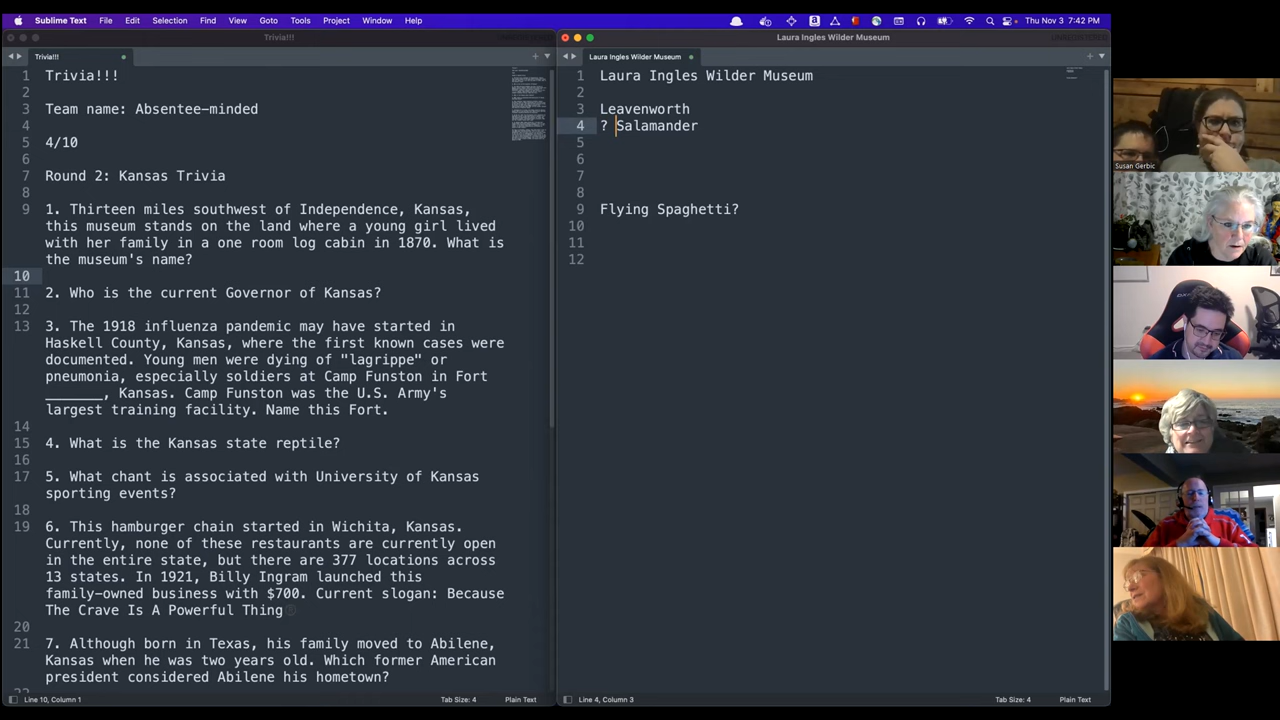 Sublime Text File Edit Selection Find View Goto Tools Project Window Help Thu Nov 3 7:42 PM
Trivia!!!
Laura Ingles Wilder Museum
Trivia!!!
Laura Ingles Wilder Museum
1 Trivia!!!
2
3 Team name: Absentee-minded
4
5 4/10
6
7 Round 2: Kansas Trivia
8
9 1. Thirteen miles southwest of Independence, Kansas,
this museum stands on the land where a young girl lived
with her family in a one room log cabin in 1870. What is
the museum's name?
10
11 2. Who is the current Governor of Kansas?
12
13 3. The 1918 influenza pandemic may have started in
Haskell County, Kansas, where the first known cases were
documented. Young men were dying of "lagrippe" or
pneumonia, especially soldiers at Camp Funston in Fort
_______, Kansas. Camp Funston was the U.S. Army's
largest training facility. Name this Fort.
14
15 4. What is the Kansas state reptile?
16
17 5. What chant is associated with University of Kansas
sporting events?
18
19 6. This hamburger chain started in Wichita, Kansas.
Currently, none of these restaurants are currently open
in the entire state, but there are 377 locations across
13 states. In 1921, Billy Ingram launched this
family-owned business with $700. Current slogan: Because
The Crave Is A Powerful Thing
20
21 7. Although born in Texas, his family moved to Abilene,
Kansas when he was two years old. Which former American
president considered Abilene his hometown?
Line 10, Column 1 Tab Size: 4 Plain Text
1 Laura Ingles Wilder Museum
2
3 Leavenworth
4 ? Salamander
5
6
7
8
9 Flying Spaghetti?
10
11
12
Line 4, Column 3 Tab Size: 4 Plain Text
Susan Gerbic